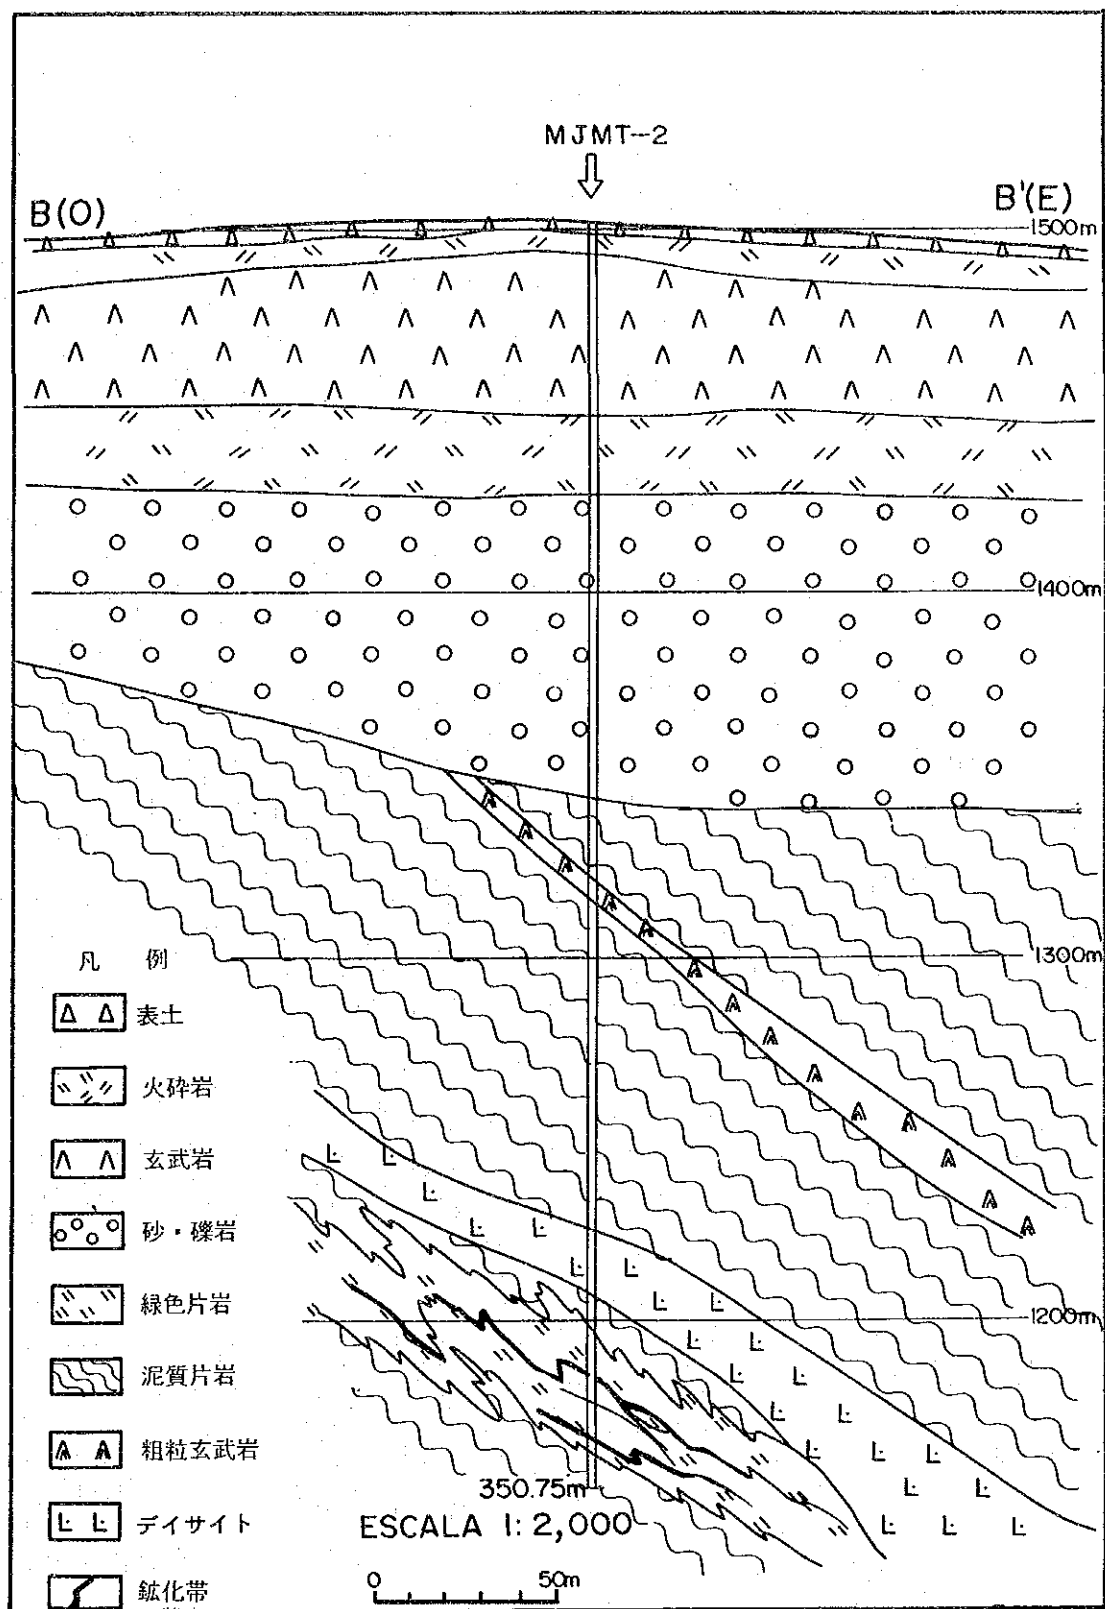 MJMT-2
B(O)
B'(E)
1500m
1400m
1300m
1200m
凡 例
表土
火砕岩
玄武岩
砂・礫岩
緑色片岩
泥質片岩
粗粒玄武岩
デイサイト
鉱化帯
350.75m
ESCALA 1:2,000
0 50m